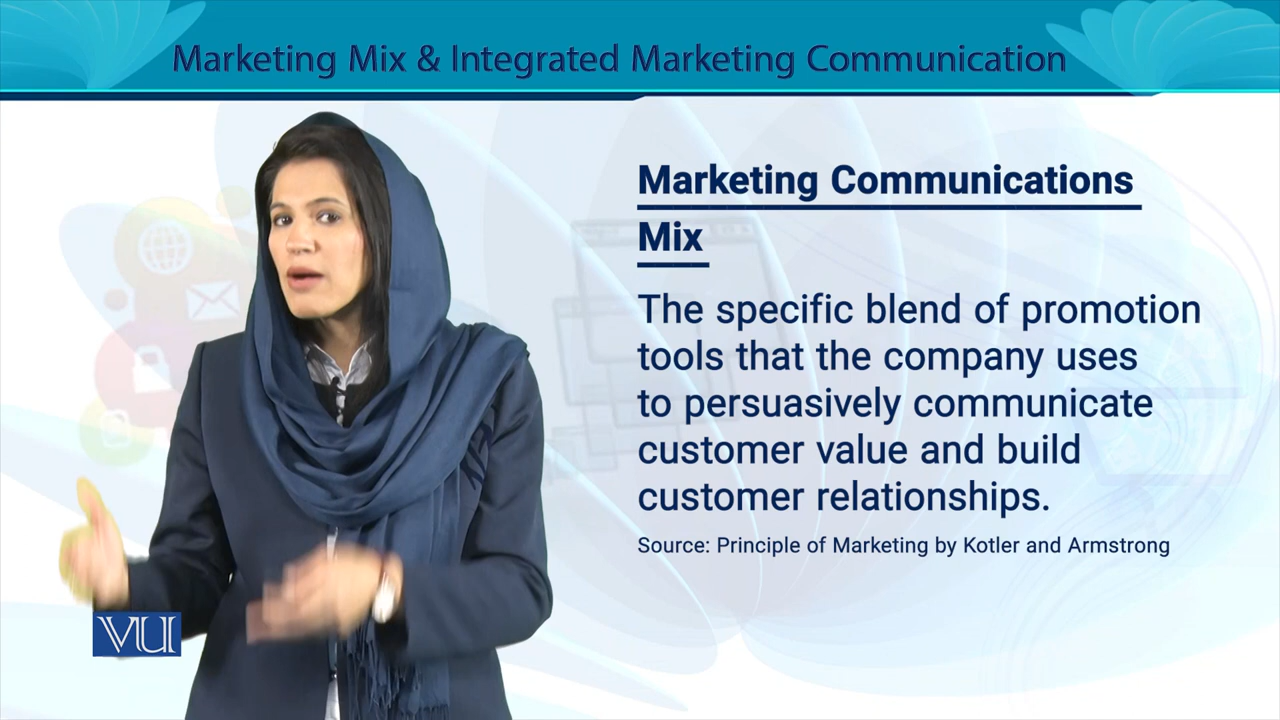 Marketing Mix & Integrated Marketing Communication
Marketing Communications
Mix
The specific blend of promotion
tools that the company uses
to persuasively communicate
customer value and build
customer relationships.
Source: Principle of Marketing by Kotler and Armstrong
VU